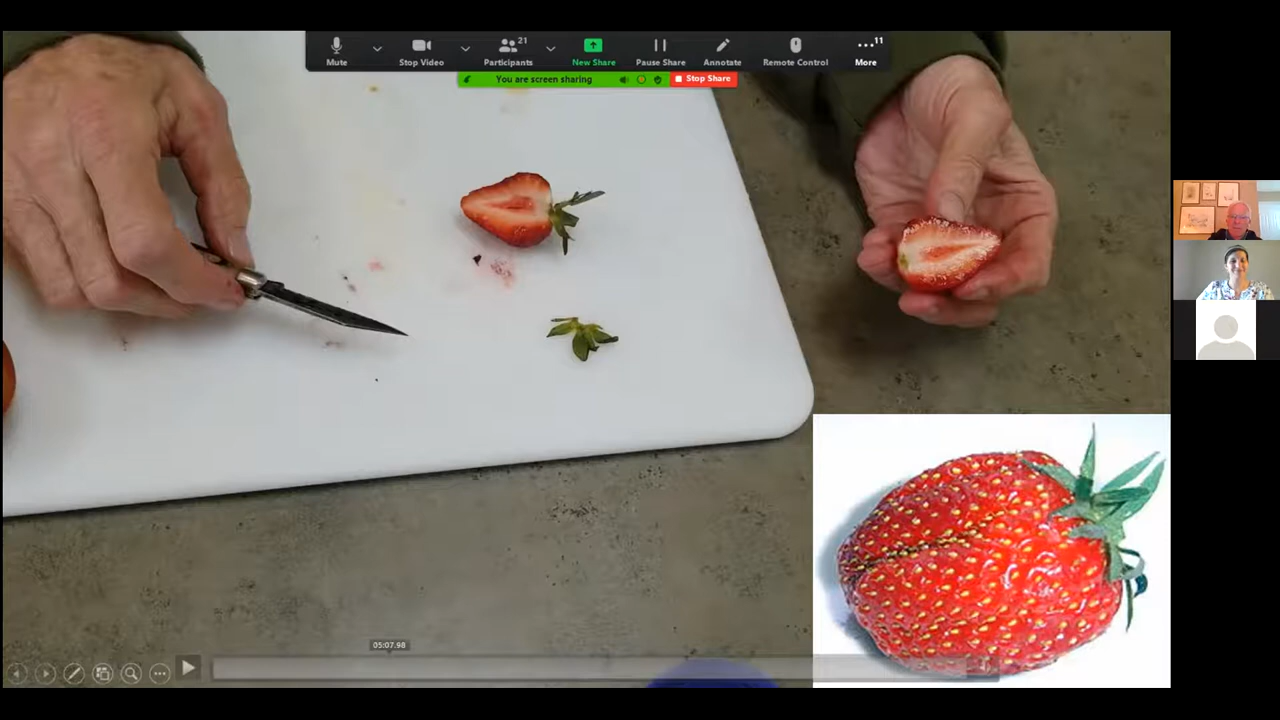 21
11
Mute
Stop Video
Participants
New Share
Pause Share
Annotate
Remote Control
More
You are screen sharing
Stop Share
05:07.98